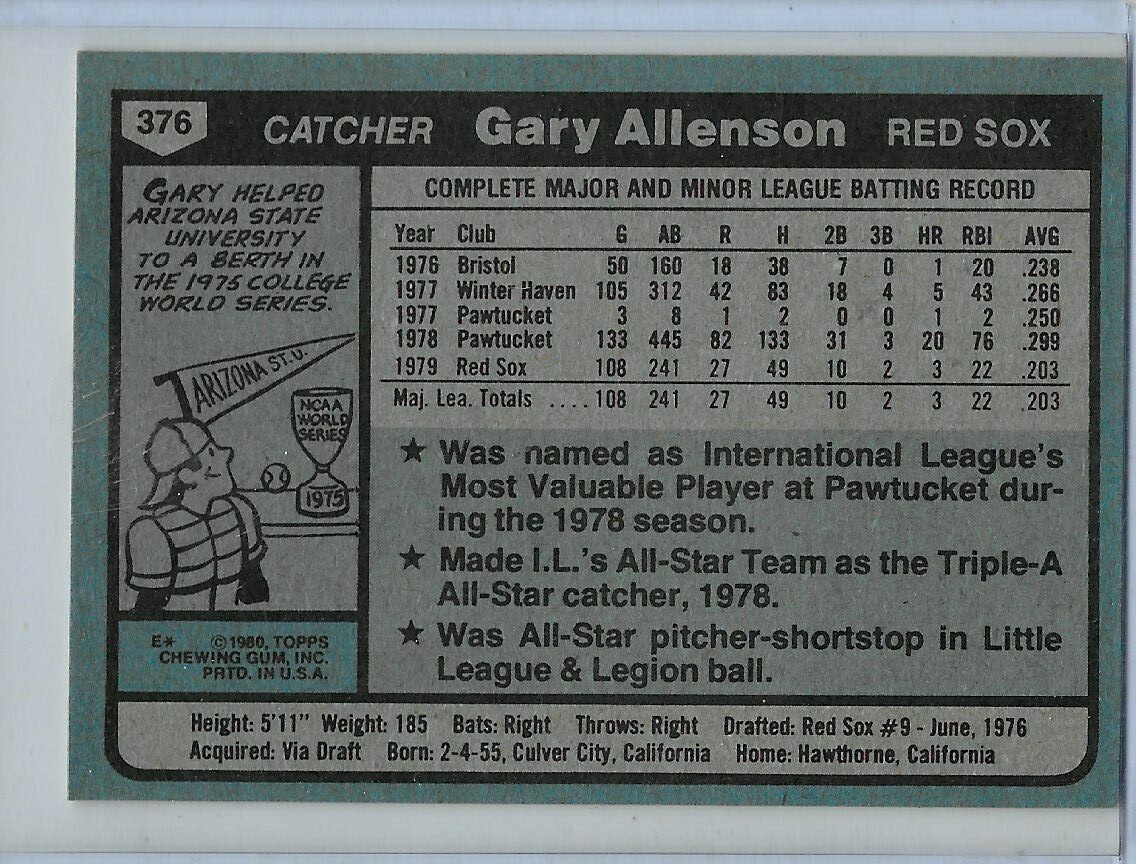 376 CATCHER Gary Allenson RED SOX
GARY HELPED
ARIZONA STATE
UNIVERSITY
TO A BERTH IN
THE 1975 COLLEGE
WORLD SERIES.
ARIZONA ST. U.
NCAA
WORLD
SERIES
1975
E* © 1980, TOPPS
CHEWING GUM, INC.
PRTD. IN U.S.A.
COMPLETE MAJOR AND MINOR LEAGUE BATTING RECORD
Year Club G AB R H 2B 3B HR RBI AVG
1976 Bristol 50 160 18 38 7 0 1 20 .238
1977 Winter Haven 105 312 42 83 18 4 5 43 .266
1977 Pawtucket 3 8 1 2 0 0 1 2 .250
1978 Pawtucket 133 445 82 133 31 3 20 76 .299
1979 Red Sox 108 241 27 49 10 2 3 22 .203
Maj. Lea. Totals .... 108 241 27 49 10 2 3 22 .203
★ Was named as International League's
Most Valuable Player at Pawtucket dur-
ing the 1978 season.
★ Made I.L.'s All-Star Team as the Triple-A
All-Star catcher, 1978.
★ Was All-Star pitcher-shortstop in Little
League & Legion ball.
Height: 5'11" Weight: 185 Bats: Right Throws: Right Drafted: Red Sox #9 - June, 1976
Acquired: Via Draft Born: 2-4-55, Culver City, California Home: Hawthorne, California